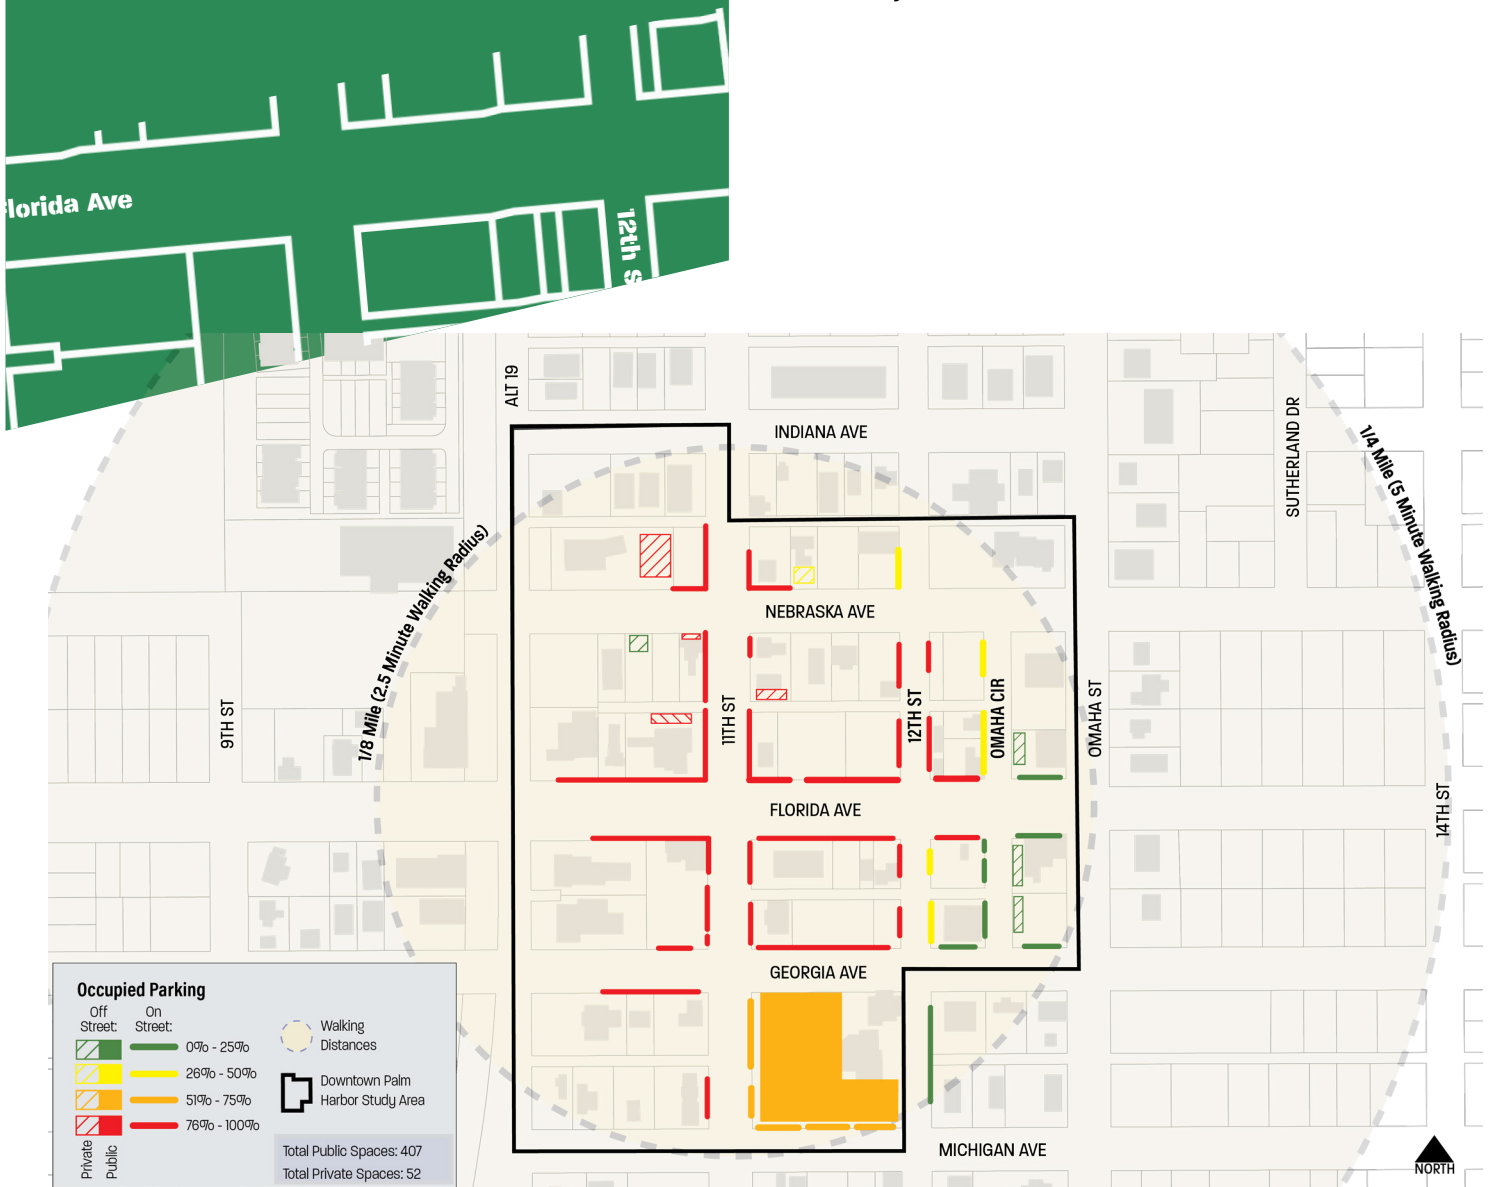 Florida Ave
12th S
ALT 19
INDIANA AVE
SUTHERLAND DR
1/4 Mile (5 Minute Walking Radius)
1/8 Mile (2.5 Minute Walking Radius)
NEBRASKA AVE
9TH ST
11TH ST
12TH ST
OMAHA CIR
OMAHA ST
14TH ST
FLORIDA AVE
GEORGIA AVE
MICHIGAN AVE
NORTH
Occupied Parking
Off
Street:
On
Street:
0% - 25%
26% - 50%
51% - 75%
76% - 100%
Private
Public
Walking
Distances
Downtown Palm
Harbor Study Area
Total Public Spaces: 407
Total Private Spaces: 52